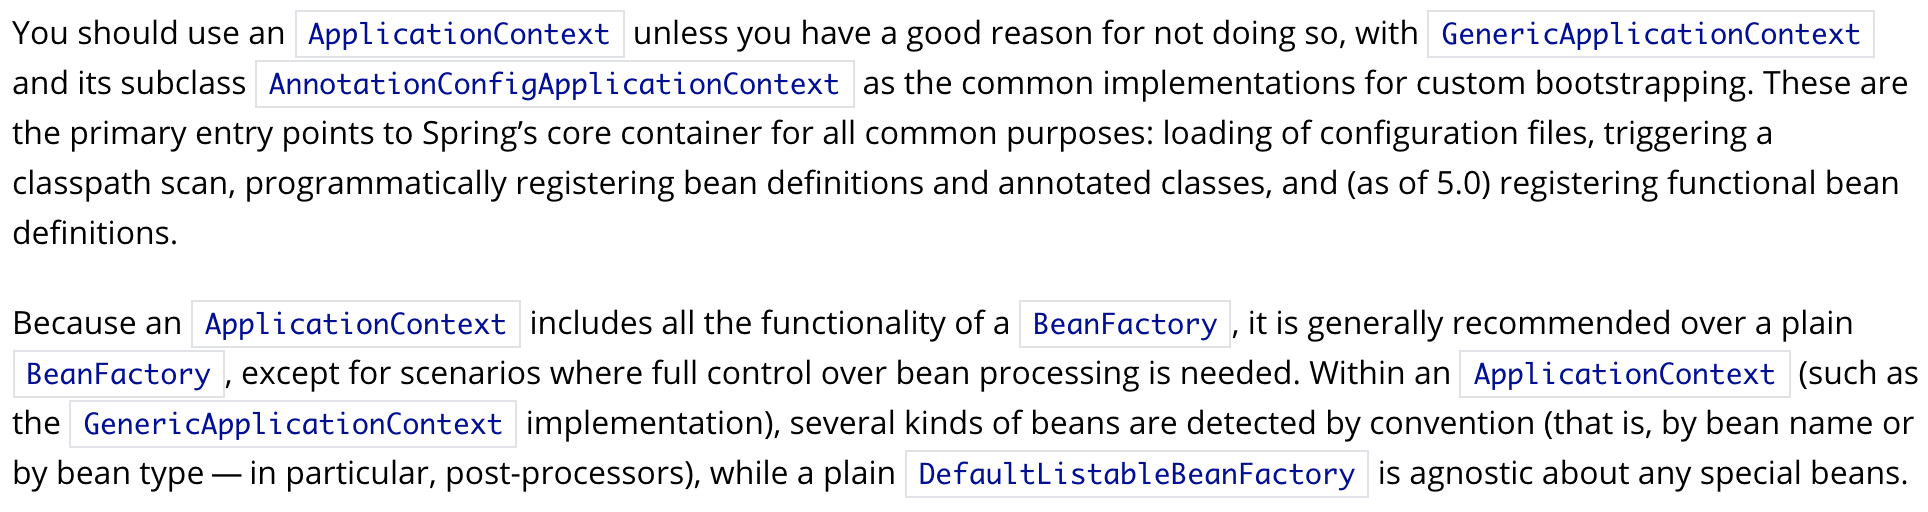 You should use an ApplicationContext unless you have a good reason for not doing so, with GenericApplicationContext
and its subclass AnnotationConfigApplicationContext as the common implementations for custom bootstrapping. These are
the primary entry points to Spring’s core container for all common purposes: loading of configuration files, triggering a
classpath scan, programmatically registering bean definitions and annotated classes, and (as of 5.0) registering functional bean
definitions.
Because an ApplicationContext includes all the functionality of a BeanFactory, it is generally recommended over a plain
BeanFactory, except for scenarios where full control over bean processing is needed. Within an ApplicationContext (such as
the GenericApplicationContext implementation), several kinds of beans are detected by convention (that is, by bean name or
by bean type — in particular, post-processors), while a plain DefaultListableBeanFactory is agnostic about any special beans.